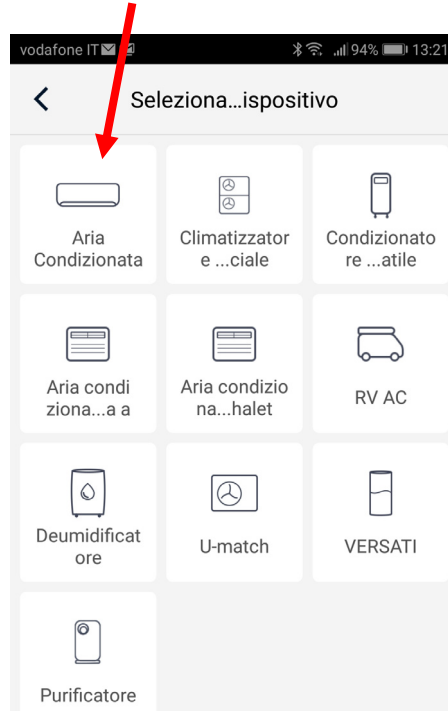 vodafone IT 94% 13:21
Seleziona...ispositivo
Aria
Condizionata
Climatizzator
e ...ciale
Condizionato
re ...atile
Aria condi
ziona...a a
Aria condizio
na...halet
RV AC
Deumidificat
ore
U-match
VERSATI
Purificatore